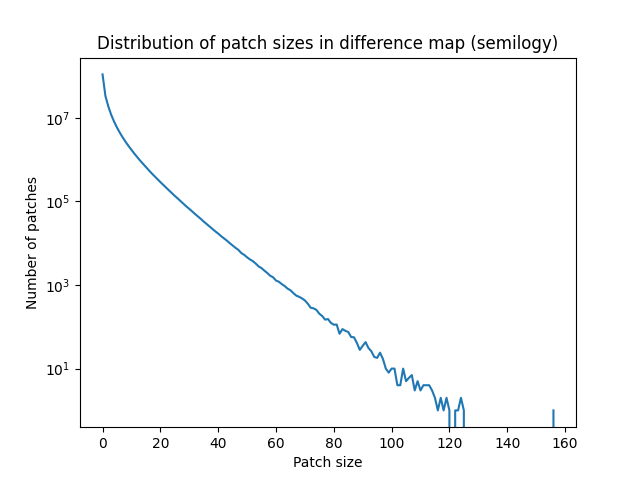 Distribution of patch sizes in difference map (semilogy)
Number of patches
10^7
10^5
10^3
10^1
0 20 40 60 80 100 120 140 160
Patch size